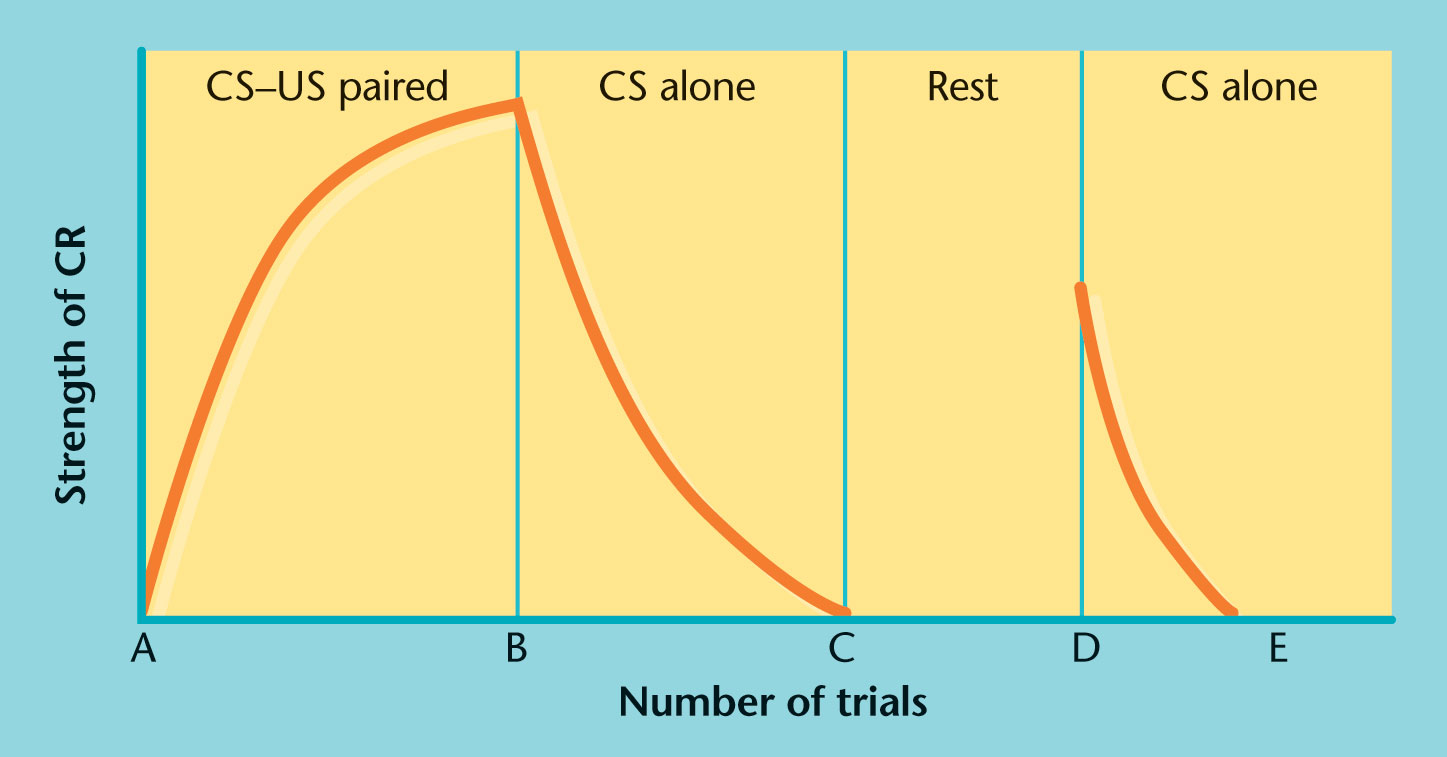 CS–US paired
CS alone
Rest
CS alone
Strength of CR
A
B
C
D
E
Number of trials